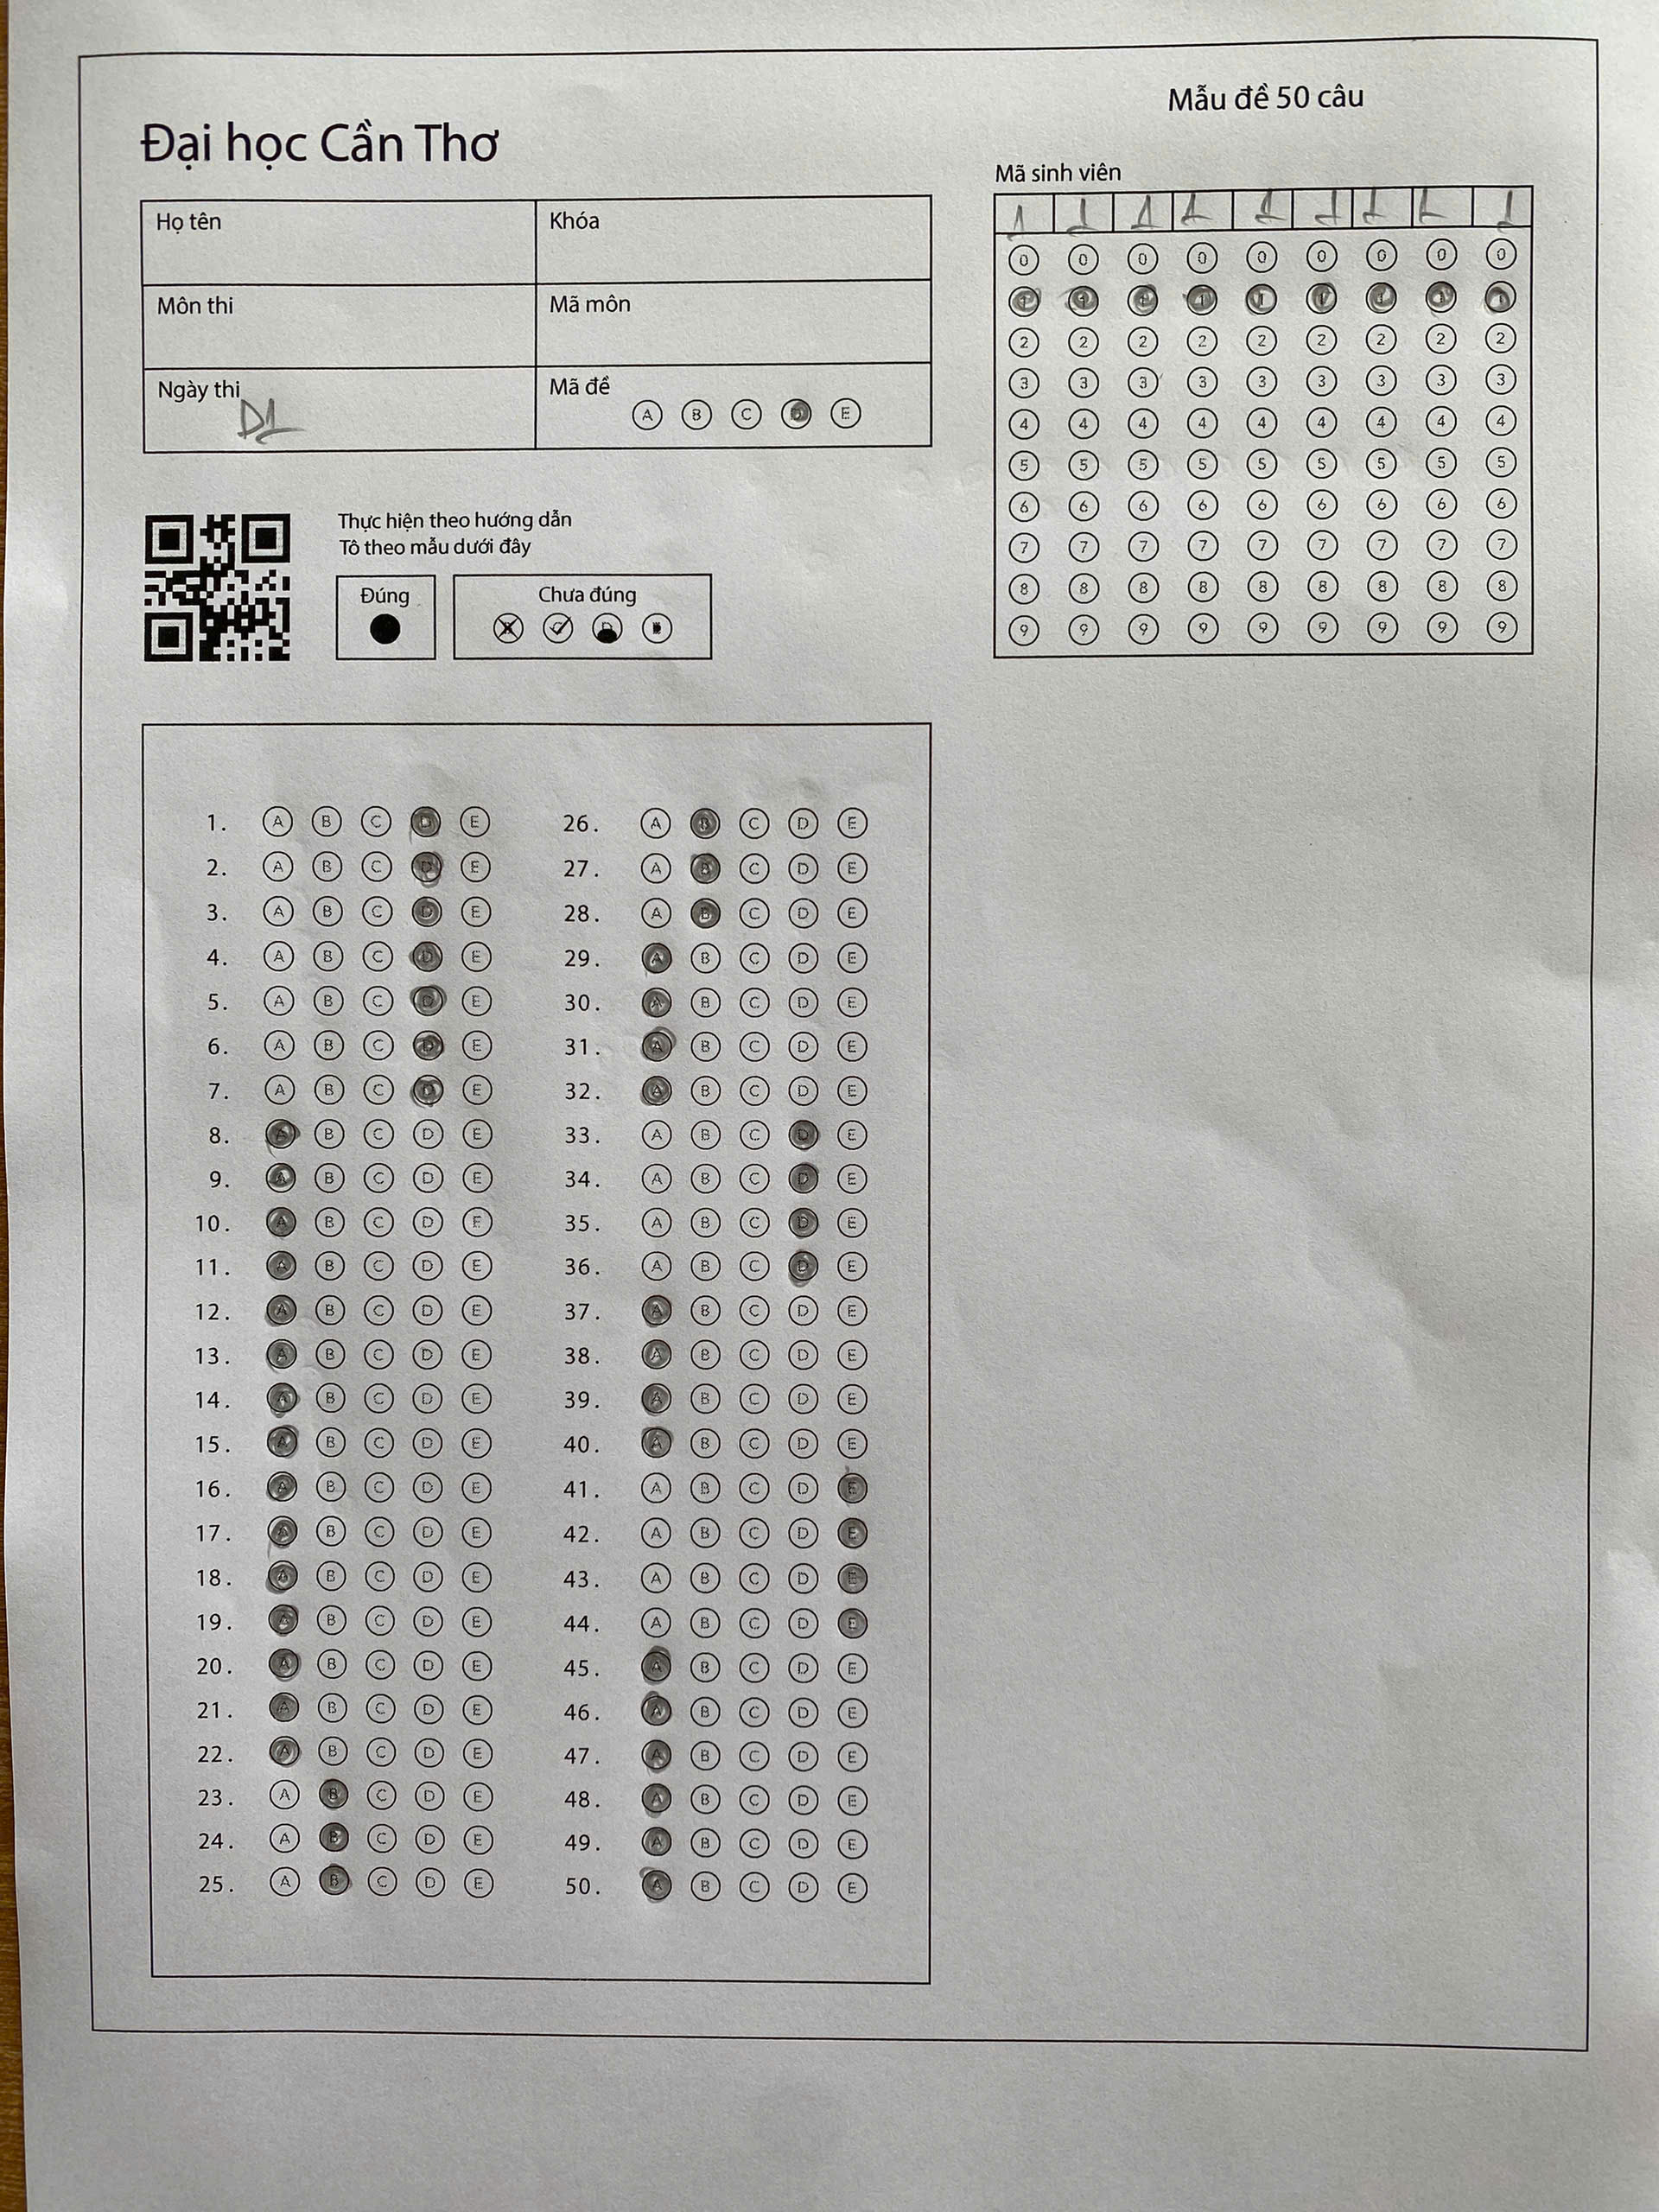 Mẫu đề 50 câu
Đại học Cần Thơ
Họ tên
Khóa
Môn thi
Mã môn
Ngày thi
D1
Mã đề
A B C D E
Mã sinh viên
1 1 1 1 1 1 1 1 1
0 0 0 0 0 0 0 0 0
1 1 1 1 1 1 1 1 1
2 2 2 2 2 2 2 2 2
3 3 3 3 3 3 3 3 3
4 4 4 4 4 4 4 4 4
5 5 5 5 5 5 5 5 5
6 6 6 6 6 6 6 6 6
7 7 7 7 7 7 7 7 7
8 8 8 8 8 8 8 8 8
9 9 9 9 9 9 9 9 9
Thực hiện theo hướng dẫn
Tô theo mẫu dưới đây
Đúng
Chưa đúng
1. A B C D E
2. A B C D E
3. A B C D E
4. A B C D E
5. A B C D E
6. A B C D E
7. A B C D E
8. A B C D E
9. A B C D E
10. A B C D E
11. A B C D E
12. A B C D E
13. A B C D E
14. A B C D E
15. A B C D E
16. A B C D E
17. A B C D E
18. A B C D E
19. A B C D E
20. A B C D E
21. A B C D E
22. A B C D E
23. A B C D E
24. A B C D E
25. A B C D E
26. A B C D E
27. A B C D E
28. A B C D E
29. A B C D E
30. A B C D E
31. A B C D E
32. A B C D E
33. A B C D E
34. A B C D E
35. A B C D E
36. A B C D E
37. A B C D E
38. A B C D E
39. A B C D E
40. A B C D E
41. A B C D E
42. A B C D E
43. A B C D E
44. A B C D E
45. A B C D E
46. A B C D E
47. A B C D E
48. A B C D E
49. A B C D E
50. A B C D E